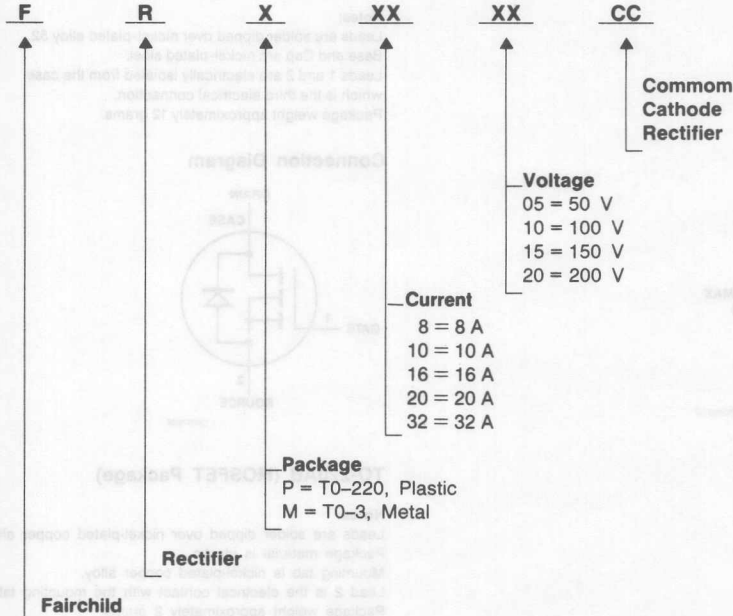 F R X XX XX CC
Commom
Cathode
Rectifier
Voltage
05 = 50 V
10 = 100 V
15 = 150 V
20 = 200 V
Current
8 = 8 A
10 = 10 A
16 = 16 A
20 = 20 A
32 = 32 A
Package
P = T0-220, Plastic
M = T0-3, Metal
Rectifier
Fairchild